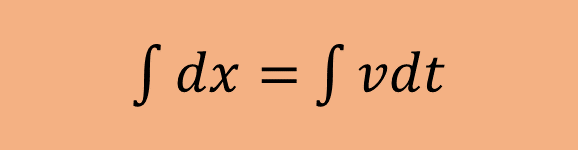 ∫ dx = ∫ vdt